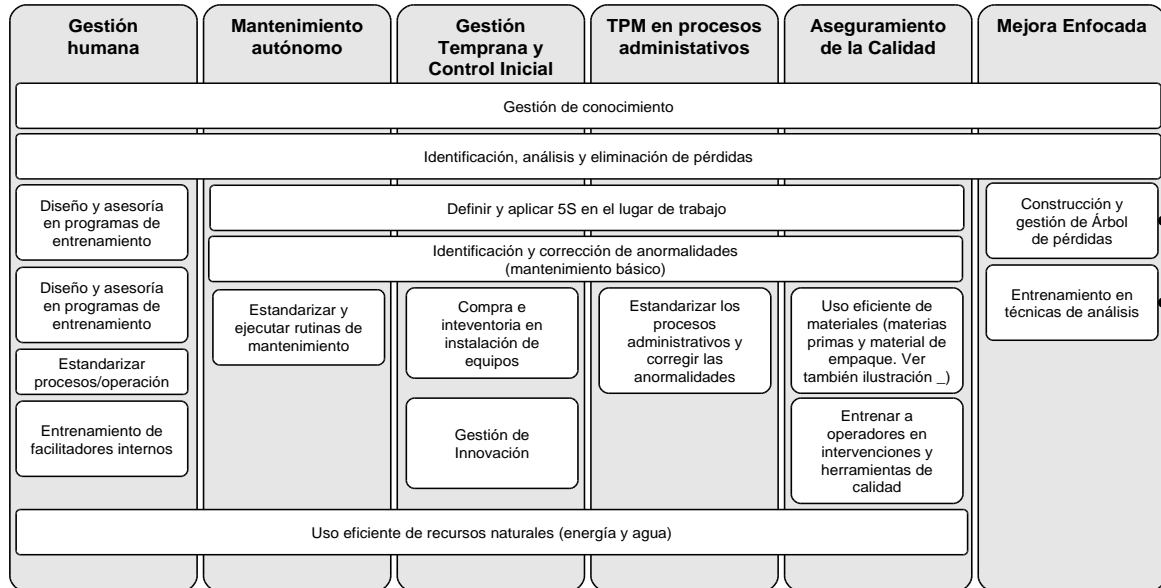 Gestión
humana
Mantenimiento
autónomo
Gestión
Temprana y
Control Inicial
TPM en procesos
administativos
Aseguramiento
de la Calidad
Mejora Enfocada
Gestión de conocimiento
Identificación, análisis y eliminación de pérdidas
Diseño y asesoría
en programas de
entrenamiento
Definir y aplicar 5S en el lugar de trabajo
Construcción y
gestión de Árbol
de pérdidas
Identificación y corrección de anormalidades
(mantenimiento básico)
Diseño y asesoría
en programas de
entrenamiento
Estandarizar y
ejecutar rutinas de
mantenimiento
Compra e
inteventoria en
instalación de
equipos
Estandarizar los
procesos
administrativos y
corregir las
anormalidades
Uso eficiente de
materiales (materias
primas y material de
empaque. Ver
también ilustración _)
Entrenamiento en
técnicas de análisis
Estandarizar
procesos/operación
Entrenamiento de
facilitadores internos
Gestión de
Innovación
Entrenar a
operadores en
intervenciones y
herramientas de
calidad
Uso eficiente de recursos naturales (energía y agua)